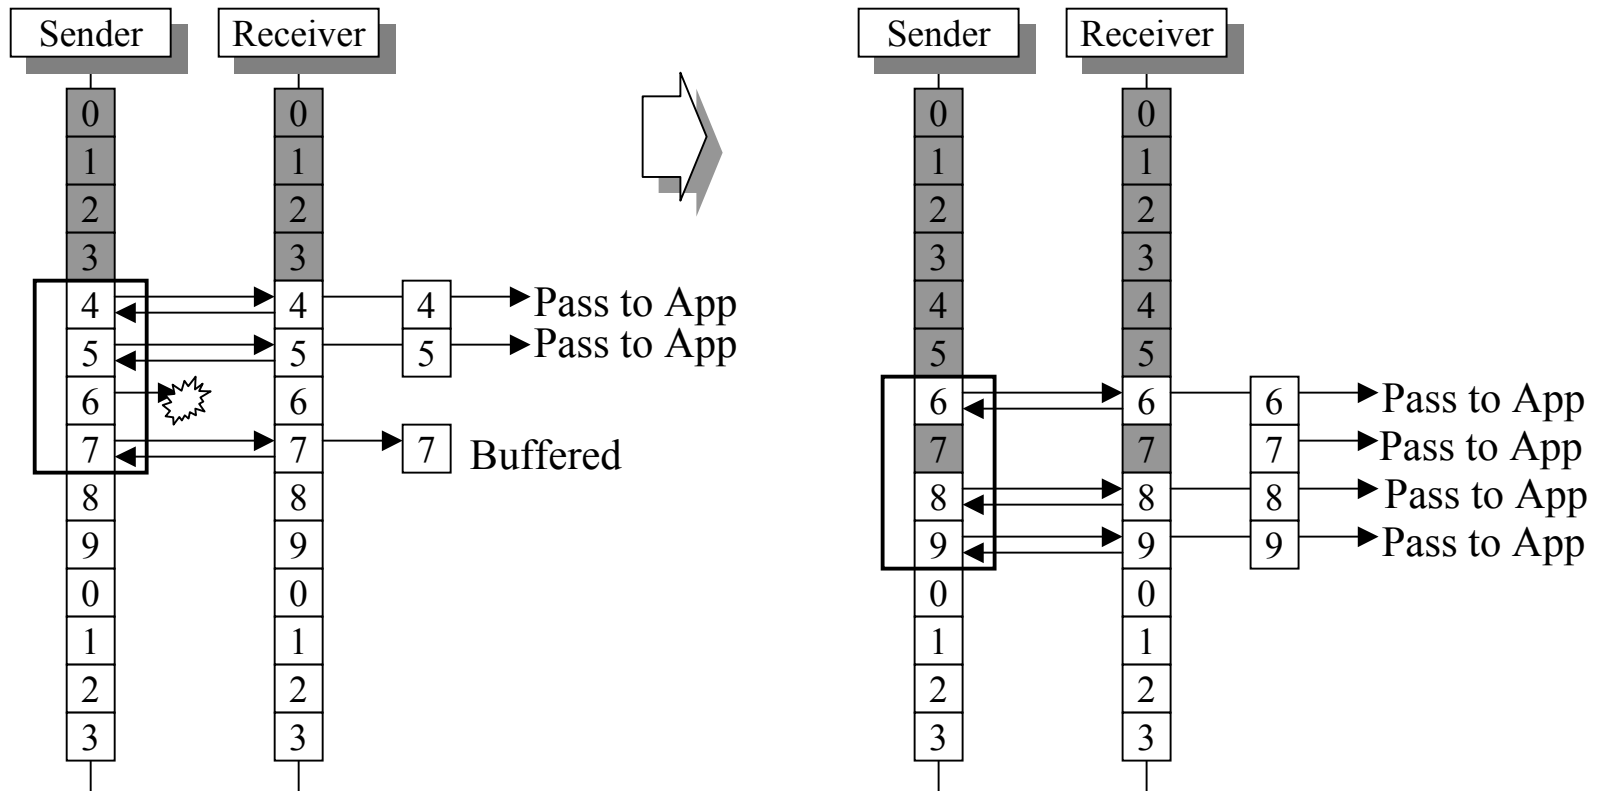 Sender Receiver Sender Receiver
0 0 0 0
1 1 1 1
2 2 2 2
3 3 3 3
4 4 4 Pass to App 4 4
5 5 5 Pass to App 5 5
6 6 6 6 6 Pass to App
7 7 7 Buffered 7 7 7 Pass to App
8 8 8 8 8 Pass to App
9 9 9 9 9 Pass to App
0 0 0 0
1 1 1 1
2 2 2 2
3 3 3 3